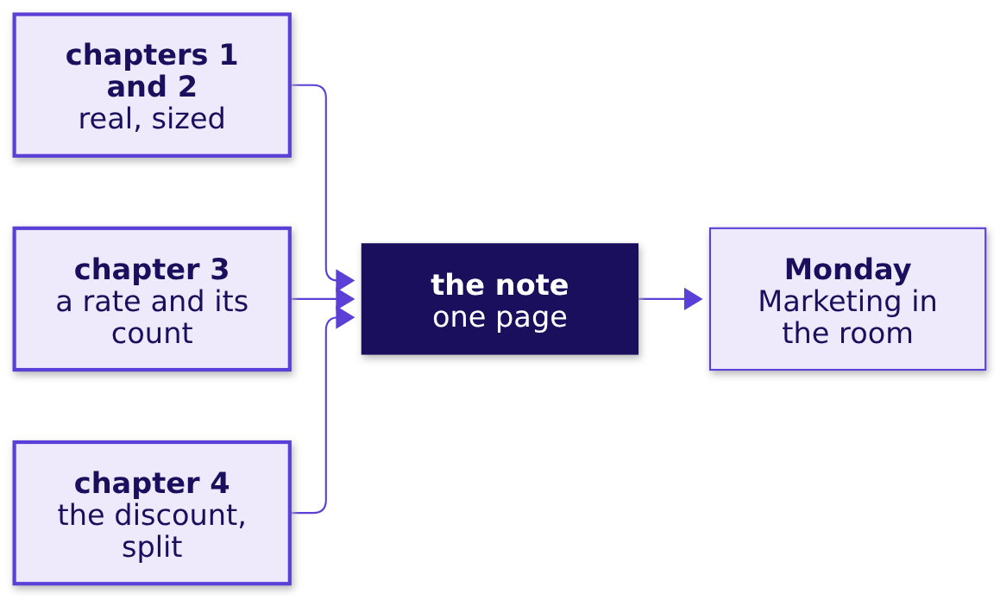 chapters 1
and 2
real, sized
chapter 3
a rate and its
count
chapter 4
the discount,
split
the note
one page
Monday
Marketing in
the room